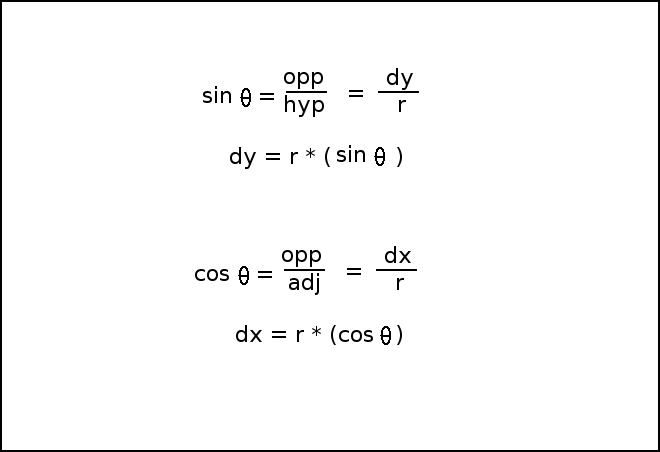 sin θ = opp/hyp = dy/r
dy = r * ( sin θ )
cos θ = opp/adj = dx/r
dx = r * (cos θ)